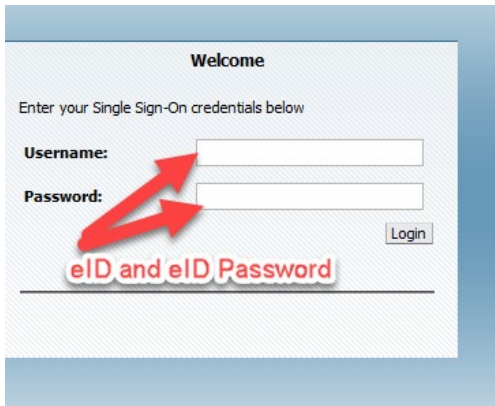 Welcome
Enter your Single Sign-On credentials below
Username:
Password:
Login
eID and eID Password